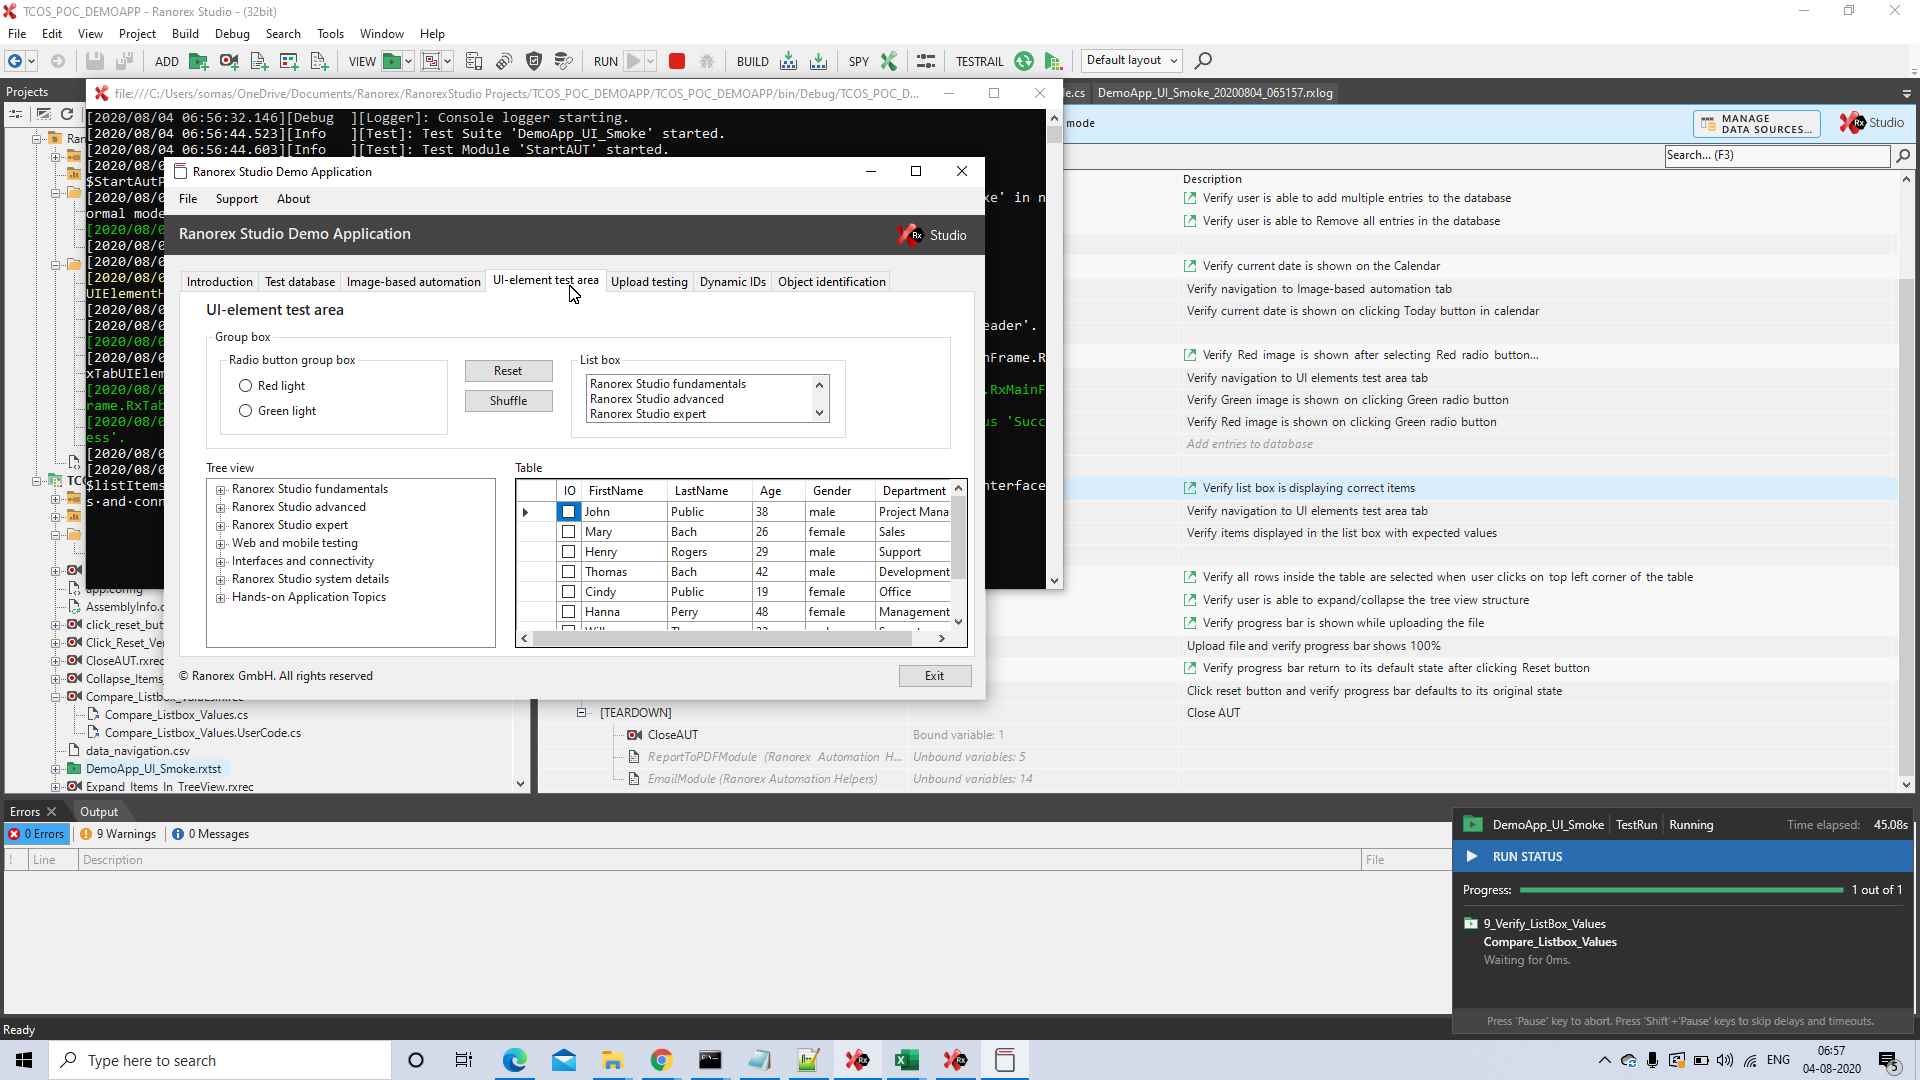 TCOS_POC_DEMOAPP - Ranorex Studio - (32bit)
File Edit View Project Build Debug Search Tools Window Help
ADD VIEW RUN BUILD SPY TESTRAIL Default layout
Projects
file:///C:/Users/somas/OneDrive/Documents/Ranorex/RanorexStudio Projects/TCOS_POC_DEMOAPP/TCOS_POC_DEMOAPP/bin/Debug/TCOS_POC_D...
e.cs DemoApp_UI_Smoke_20200804_065157.rxlog
mode
MANAGE
DATA SOURCES...
Rx Studio
Search... (F3)
[2020/08/04 06:56:32.146][Debug ][Logger]: Console logger starting.
[2020/08/04 06:56:44.523][Info ][Test]: Test Suite 'DemoApp_UI_Smoke' started.
[2020/08/04 06:56:44.603][Info ][Test]: Test Module 'StartAUT' started.
[2020/08/0
$StartAutP
[2020/08/0 xe' in n
ormal mode
[2020/08/0
[2020/08/0
[2020/08/0
[2020/08/0
UIElementH
[2020/08/0
[2020/08/0 eader'.
[2020/08/0
[2020/08/0 nFrame.R
xTabUIElem
[2020/08/0 .RxMainF
rame.RxTab
[2020/08/0 us 'Succ
ess'.
[2020/08/0
[2020/08/0
$listItems nterface
s·and·conn
Ranorex Studio Demo Application
File Support About
Ranorex Studio Demo Application
Rx Studio
Introduction Test database Image-based automation UI-element test area Upload testing Dynamic IDs Object identification
UI-element test area
Group box
Radio button group box
Red light
Green light
Reset
Shuffle
List box
Ranorex Studio fundamentals
Ranorex Studio advanced
Ranorex Studio expert
Tree view
Ranorex Studio fundamentals
Ranorex Studio advanced
Ranorex Studio expert
Web and mobile testing
Interfaces and connectivity
Ranorex Studio system details
Hands-on Application Topics
Table
IO FirstName LastName Age Gender Department
John Public 38 male Project Mana
Mary Bach 26 female Sales
Henry Rogers 29 male Support
Thomas Bach 42 male Development
Cindy Public 19 female Office
Hanna Perry 48 female Management
© Ranorex GmbH. All rights reserved
Exit
Description
Verify user is able to add multiple entries to the database
Verify user is able to Remove all entries in the database
Verify current date is shown on the Calendar
Verify navigation to Image-based automation tab
Verify current date is shown on clicking Today button in calendar
Verify Red image is shown after selecting Red radio button...
Verify navigation to UI elements test area tab
Verify Green image is shown on clicking Green radio button
Verify Red image is shown on clicking Green radio button
Add entries to database
Verify list box is displaying correct items
Verify navigation to UI elements test area tab
Verify items displayed in the list box with expected values
Verify all rows inside the table are selected when user clicks on top left corner of the table
Verify user is able to expand/collapse the tree view structure
Verify progress bar is shown while uploading the file
Upload file and verify progress bar shows 100%
Verify progress bar return to its default state after clicking Reset button
Click reset button and verify progress bar defaults to its original state
[TEARDOWN] Close AUT
CloseAUT Bound variable: 1
ReportToPDFModule (Ranorex Automation H... Unbound variables: 5
EmailModule (Ranorex Automation Helpers) Unbound variables: 14
Ran
TCO
app.config
AssemblyInfo.c
click_reset_but
Click_Reset_Ver
CloseAUT.rxrec
Collapse_Items_
Compare_Listbox_Values.rxrec
Compare_Listbox_Values.cs
Compare_Listbox_Values.UserCode.cs
data_navigation.csv
DemoApp_UI_Smoke.rxtst
Expand_Items_In_TreeView.rxrec
Errors Output
0 Errors 9 Warnings 0 Messages
! Line Description File
DemoApp_UI_Smoke TestRun Running Time elapsed: 45.08s
RUN STATUS
Progress: 1 out of 1
9_Verify_ListBox_Values
Compare_Listbox_Values
Waiting for 0ms.
Press 'Pause' key to abort. Press 'Shift'+'Pause' keys to skip delays and timeouts.
Ready
Type here to search
ENG
06:57
04-08-2020
5